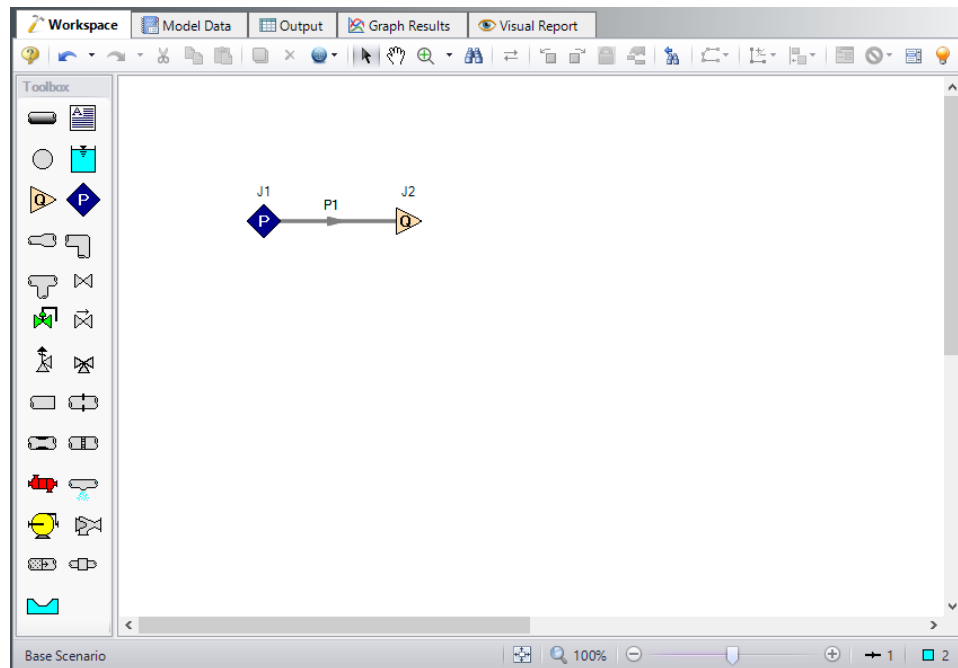 Workspace Model Data Output Graph Results Visual Report
Toolbox
A
Q P
J1 J2
P1
P Q
Base Scenario 100% 1 2